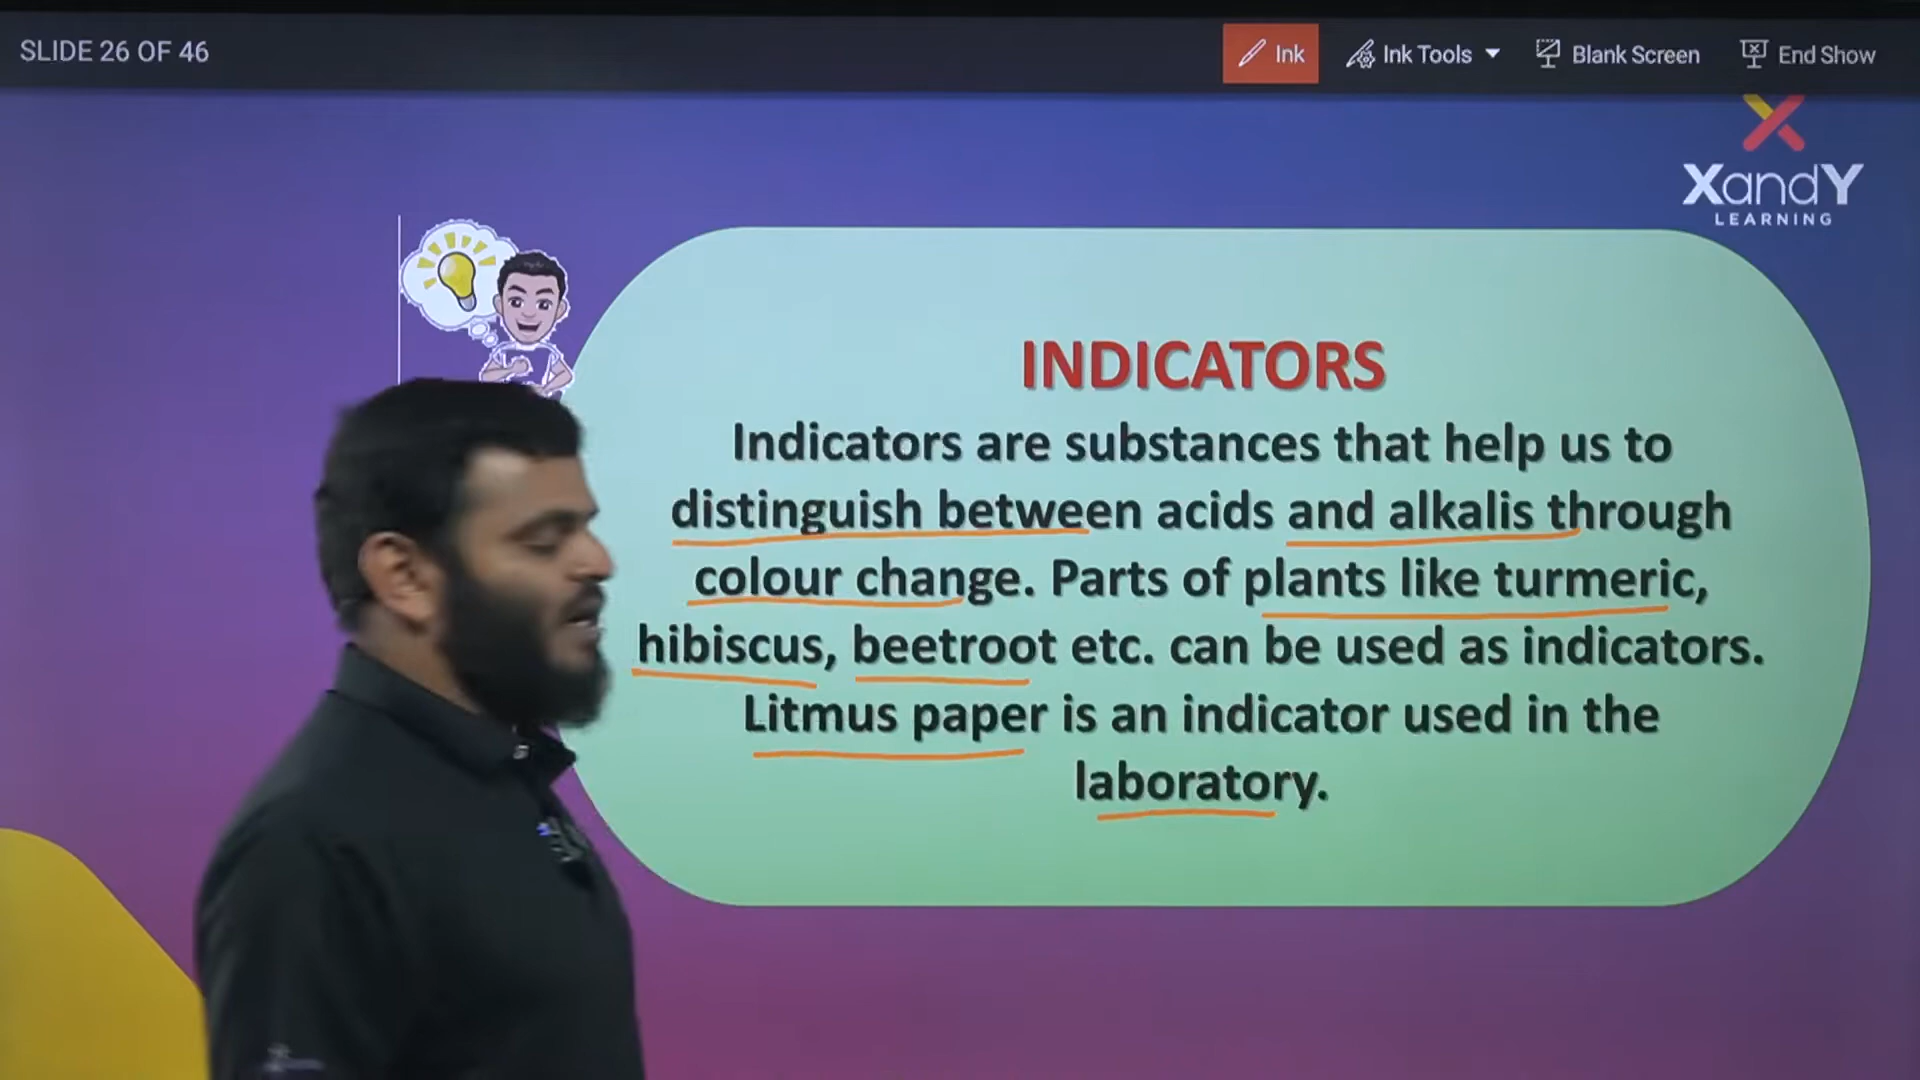 SLIDE 26 OF 46
Ink
Ink Tools
Blank Screen
End Show
XandY
LEARNING
INDICATORS
Indicators are substances that help us to
distinguish between acids and alkalis through
colour change. Parts of plants like turmeric,
hibiscus, beetroot etc. can be used as indicators.
Litmus paper is an indicator used in the
laboratory.